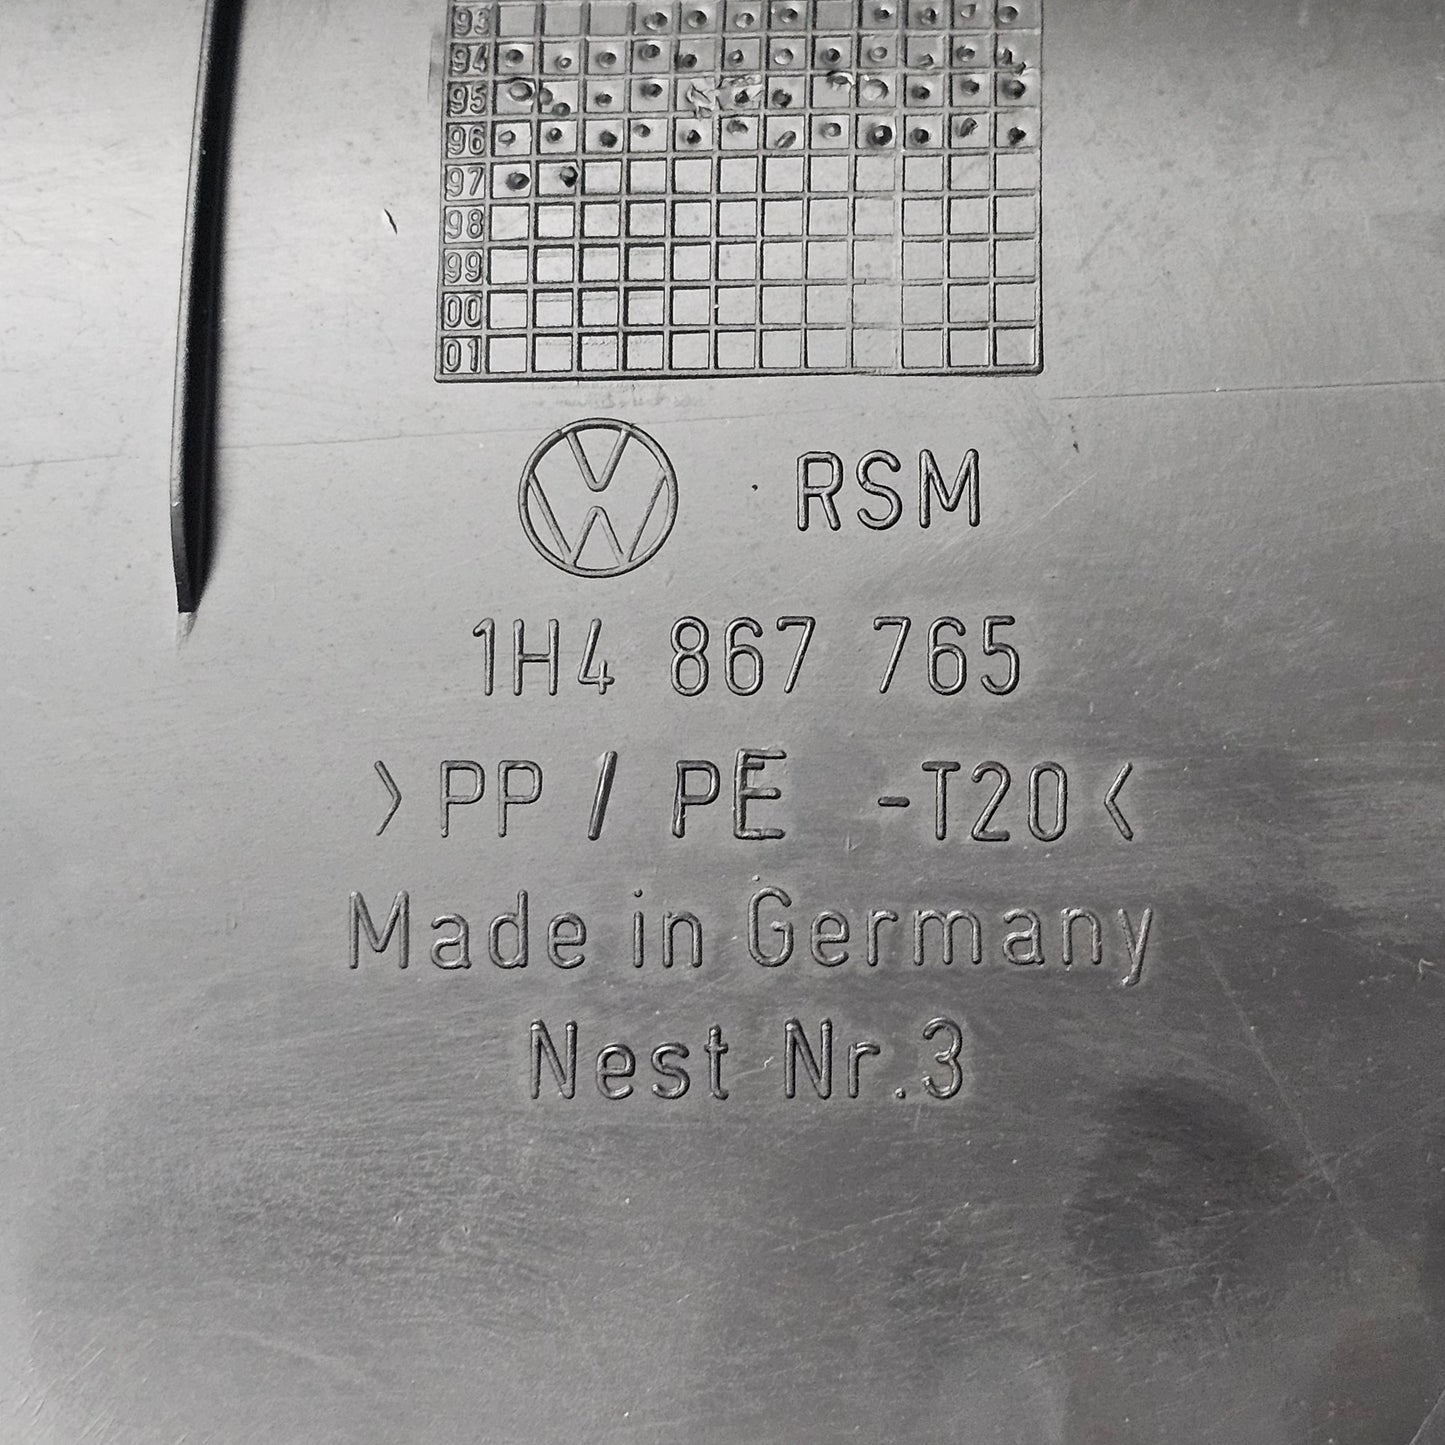 93
94
95
96
97
98
99
00
01
VW RSM
1H4 867 765
>PP / PE -T20<
Made in Germany
Nest Nr.3